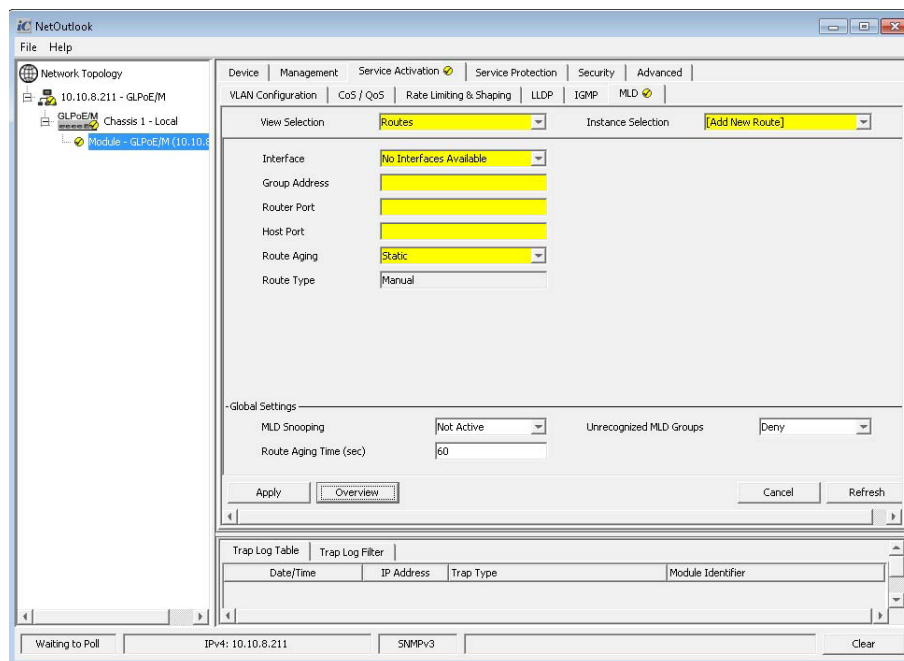 iC NetOutlook
File Help
Network Topology
10.10.8.211 - GLPoE/M
GLPoE/M Chassis 1 - Local
Module - GLPoE/M (10.10.8
Device Management Service Activation Service Protection Security Advanced
VLAN Configuration CoS / QoS Rate Limiting & Shaping LLDP IGMP MLD
View Selection Routes Instance Selection [Add New Route]
Interface No Interfaces Available
Group Address
Router Port
Host Port
Route Aging Static
Route Type Manual
Global Settings
MLD Snooping Not Active Unrecognized MLD Groups Deny
Route Aging Time (sec) 60
Apply Overview Cancel Refresh
Trap Log Table Trap Log Filter
Date/Time IP Address Trap Type Module Identifier
Waiting to Poll IPv4: 10.10.8.211 SNMPv3 Clear